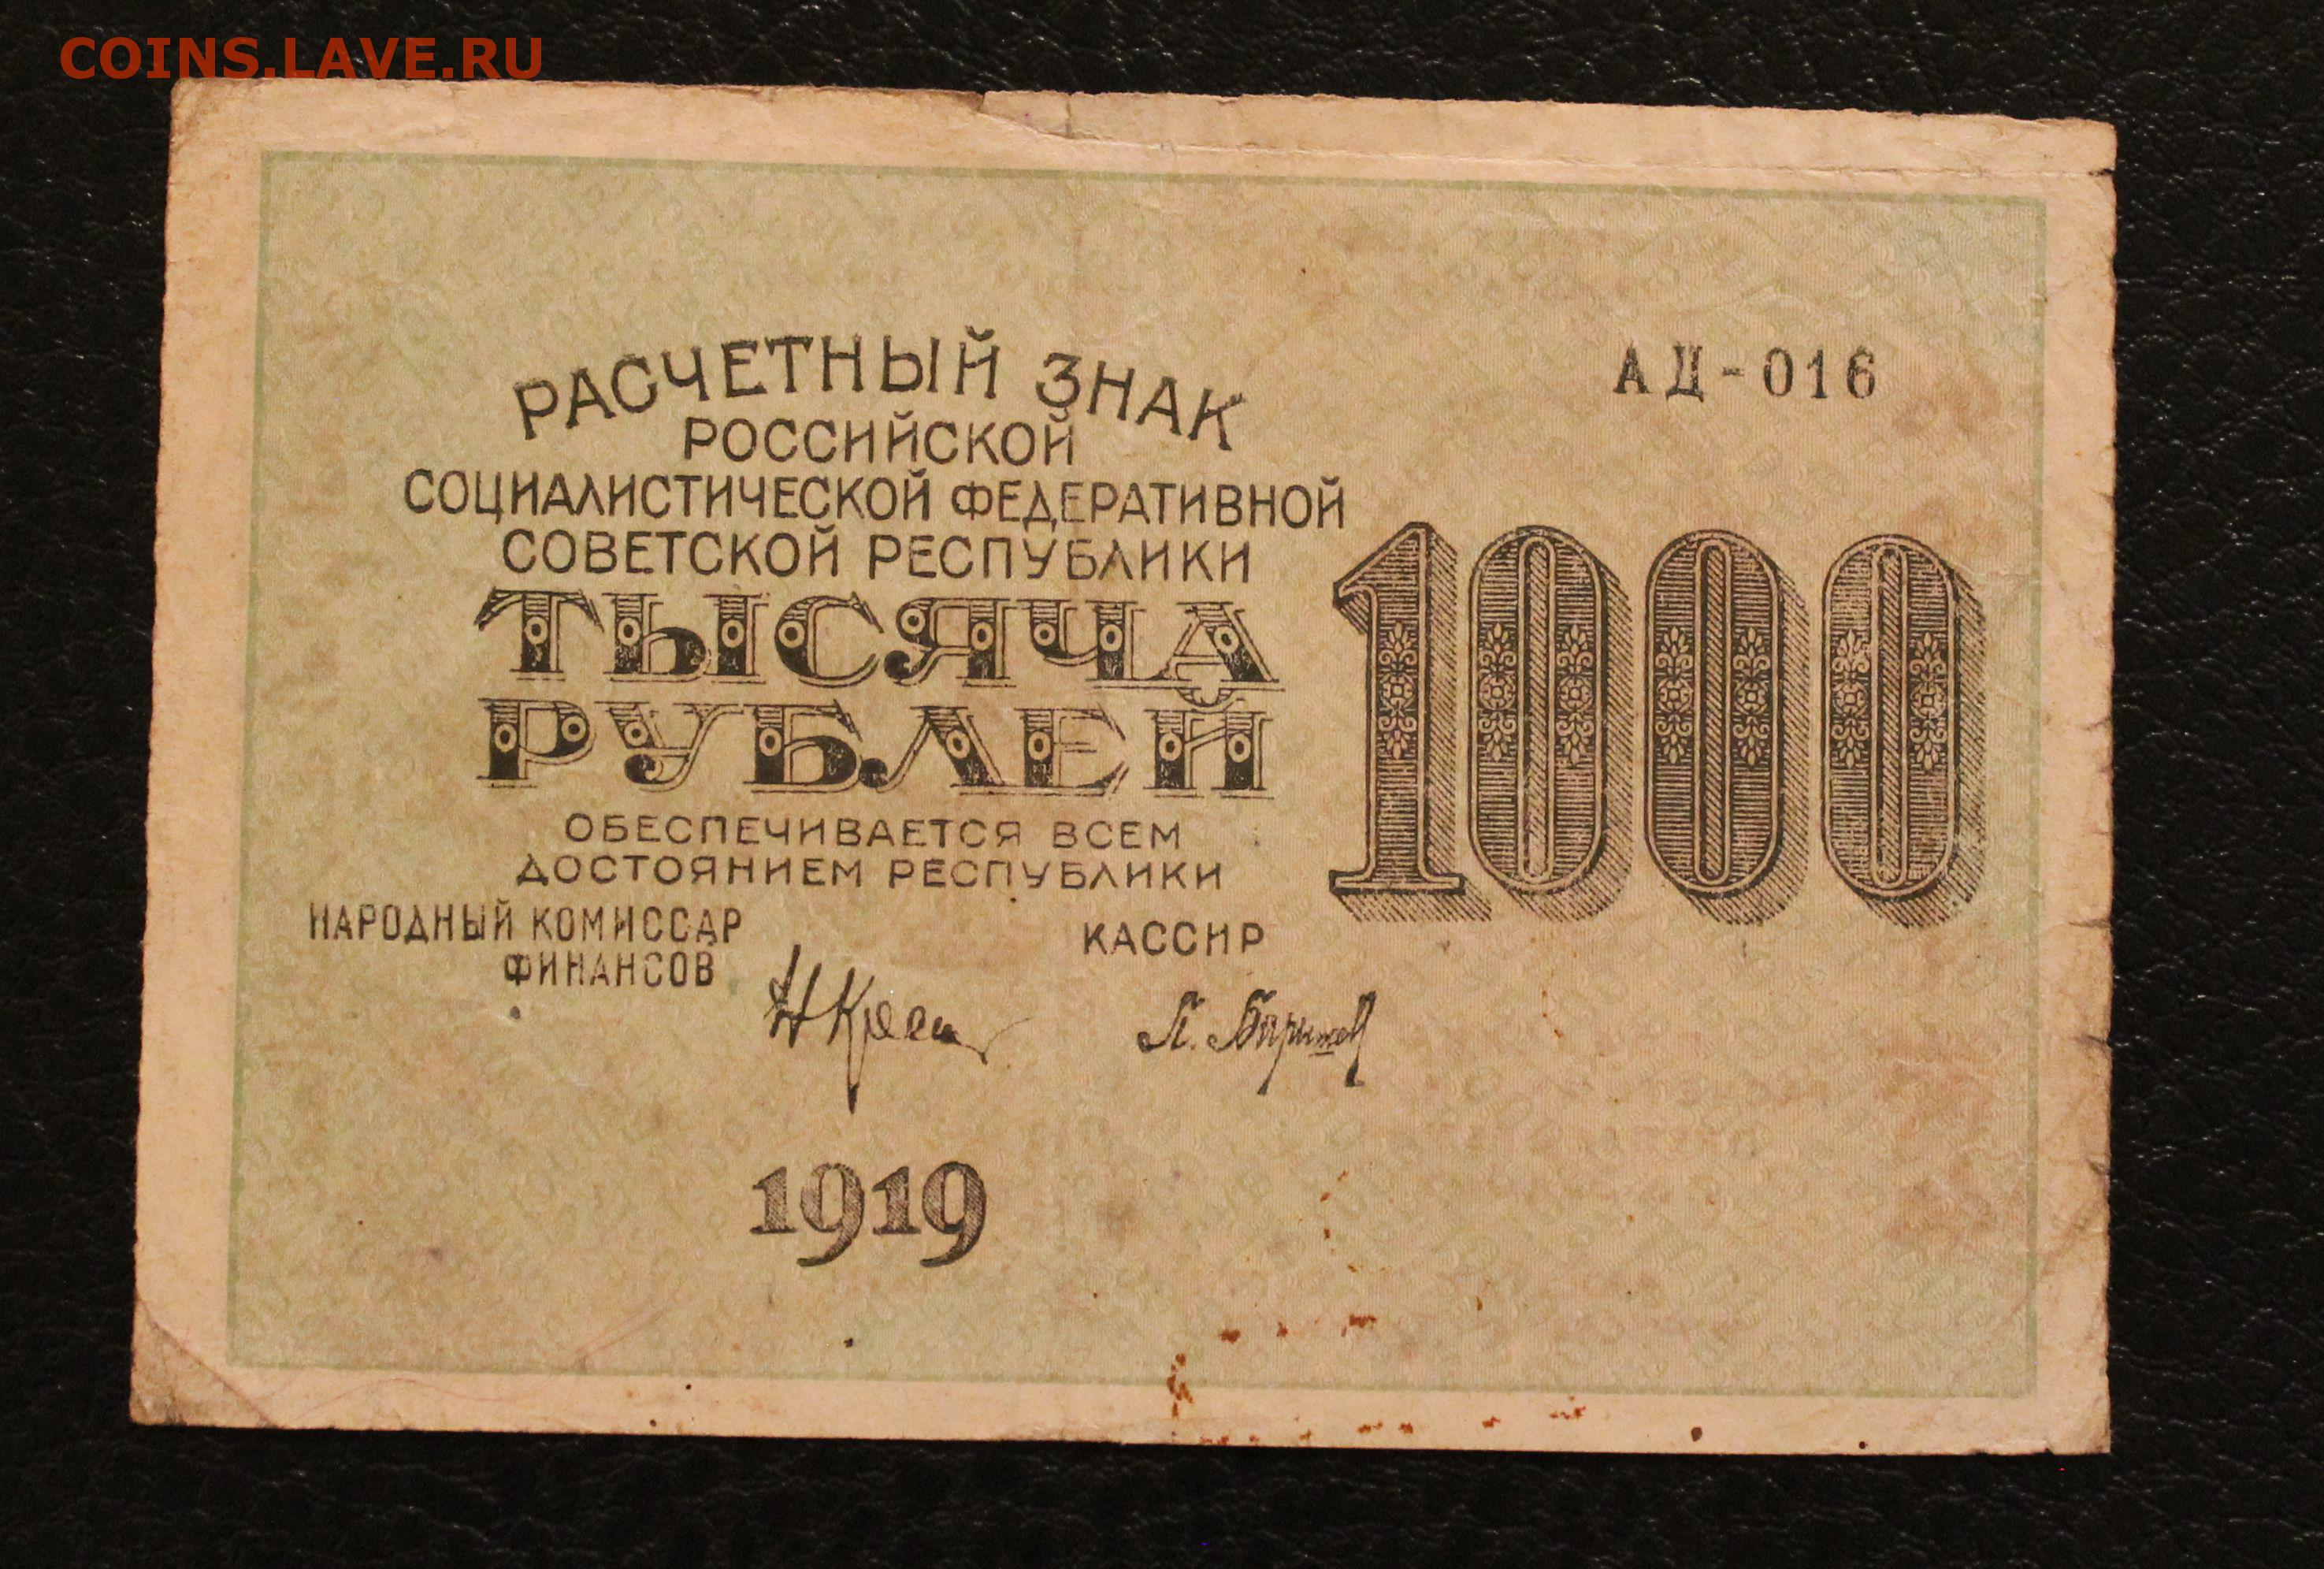 COINS.LAVE.RU
РАСЧЕТНЫЙ ЗНАК
АД-016
РОССИЙСКОЙ
СОЦИАЛИСТИЧЕСКОЙ ФЕДЕРАТИВНОЙ
СОВЕТСКОЙ РЕСПУБЛИКИ
ТЫСЯЧА
РУБЛЕЙ
1000
ОБЕСПЕЧИВАЕТСЯ ВСЕМ
ДОСТОЯНИЕМ РЕСПУБЛИКИ
НАРОДНЫЙ КОМИССАР
ФИНАНСОВ
КАССИР
1919